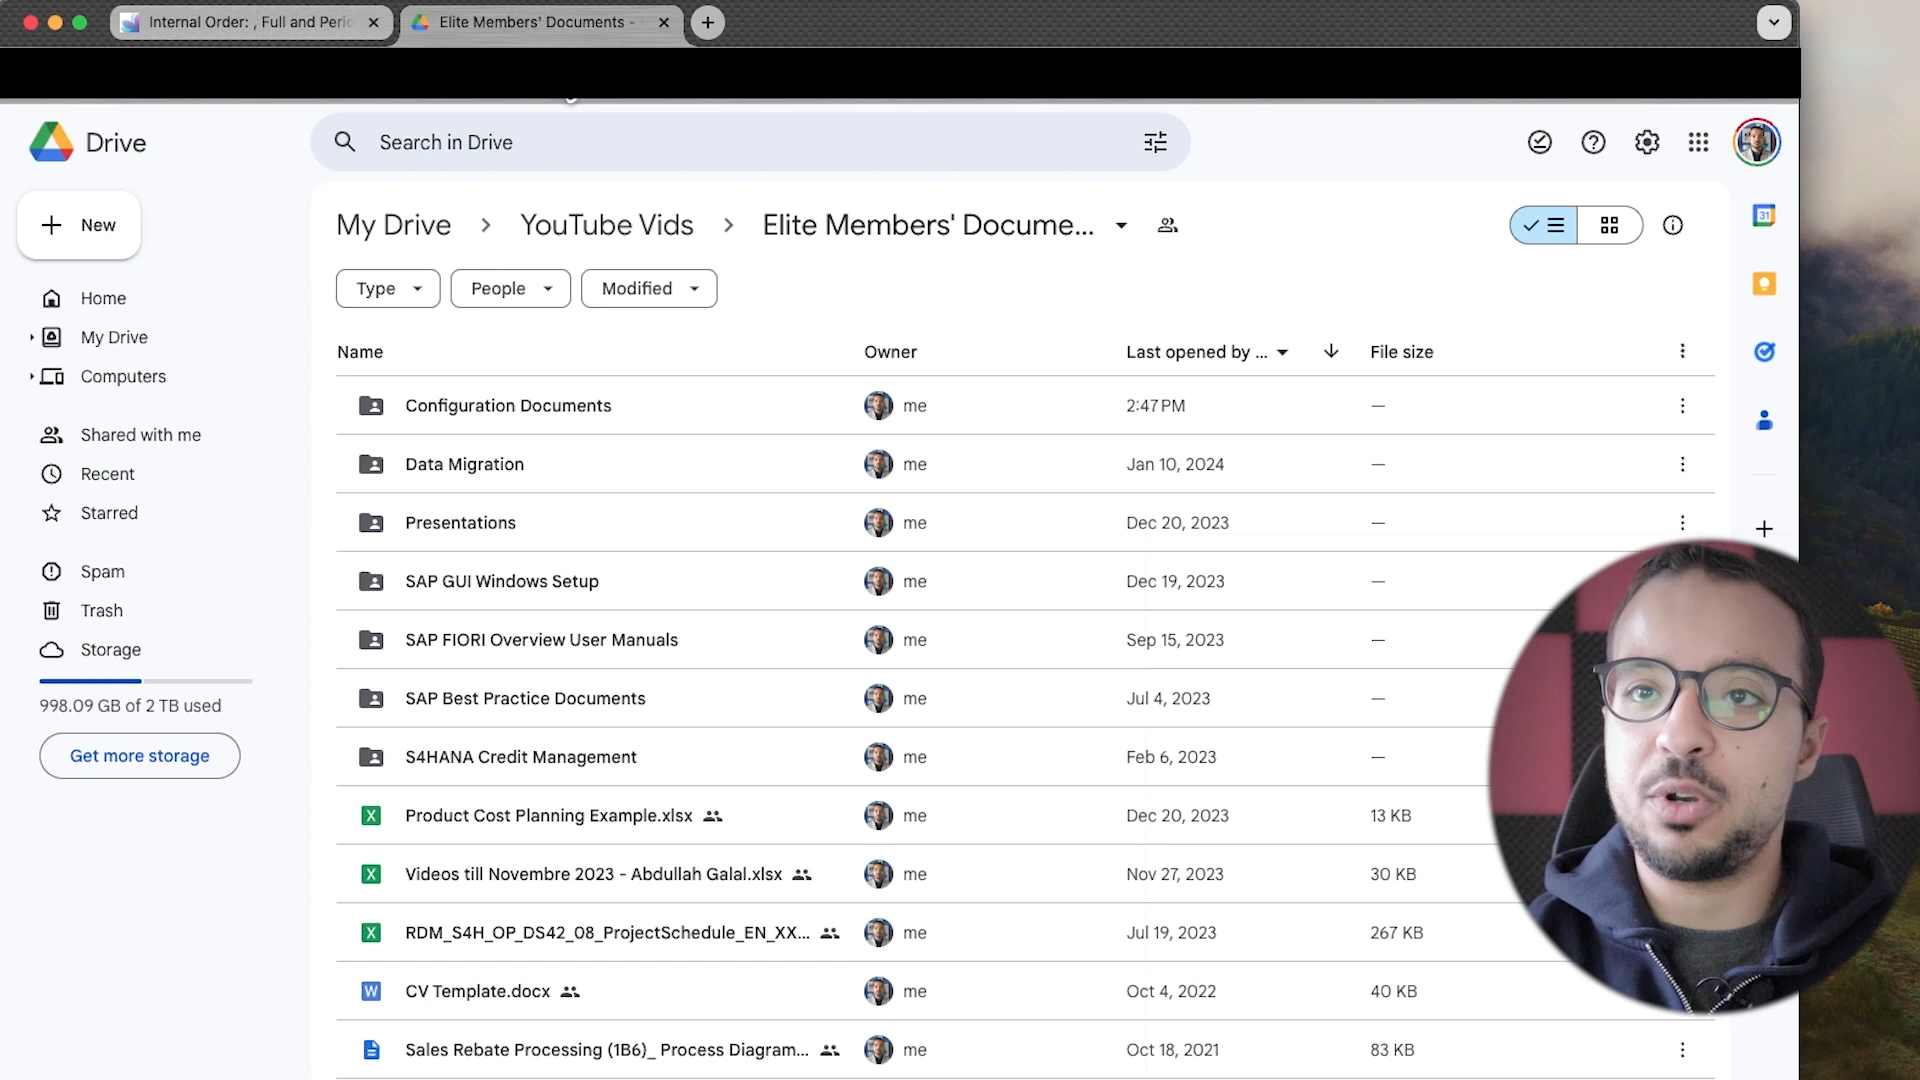 Internal Order: , Full and Perio
Elite Members' Documents -
Drive
Search in Drive
New
My Drive
YouTube Vids
Elite Members' Docume...
31
Type
People
Modified
Home
My Drive
Computers
Shared with me
Recent
Starred
Spam
Trash
Storage
998.09 GB of 2 TB used
Get more storage
Name Owner Last opened by ... File size
Configuration Documents me 2:47 PM —
Data Migration me Jan 10, 2024 —
Presentations me Dec 20, 2023 —
SAP GUI Windows Setup me Dec 19, 2023 —
SAP FIORI Overview User Manuals me Sep 15, 2023 —
SAP Best Practice Documents me Jul 4, 2023 —
S4HANA Credit Management me Feb 6, 2023 —
X Product Cost Planning Example.xlsx me Dec 20, 2023 13 KB
X Videos till Novembre 2023 - Abdullah Galal.xlsx me Nov 27, 2023 30 KB
X RDM_S4H_OP_DS42_08_ProjectSchedule_EN_XX... me Jul 19, 2023 267 KB
W CV Template.docx me Oct 4, 2022 40 KB
Sales Rebate Processing (1B6)_ Process Diagram... me Oct 18, 2021 83 KB